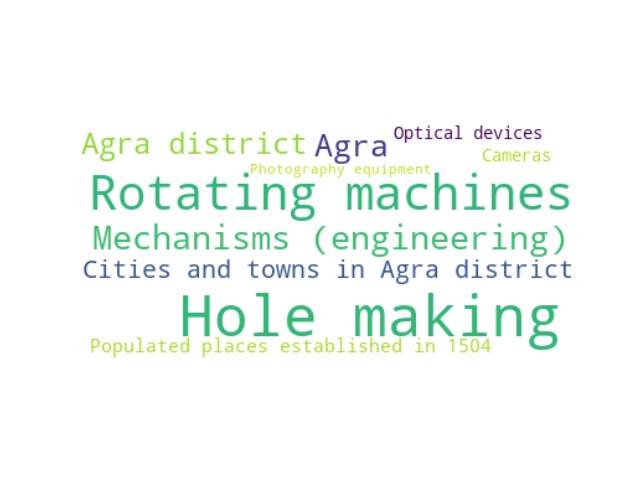 Optical devices
Agra district
Agra
Cameras
Photography equipment
Rotating machines
Mechanisms (engineering)
Cities and towns in Agra district
Hole making
Populated places established in 1504